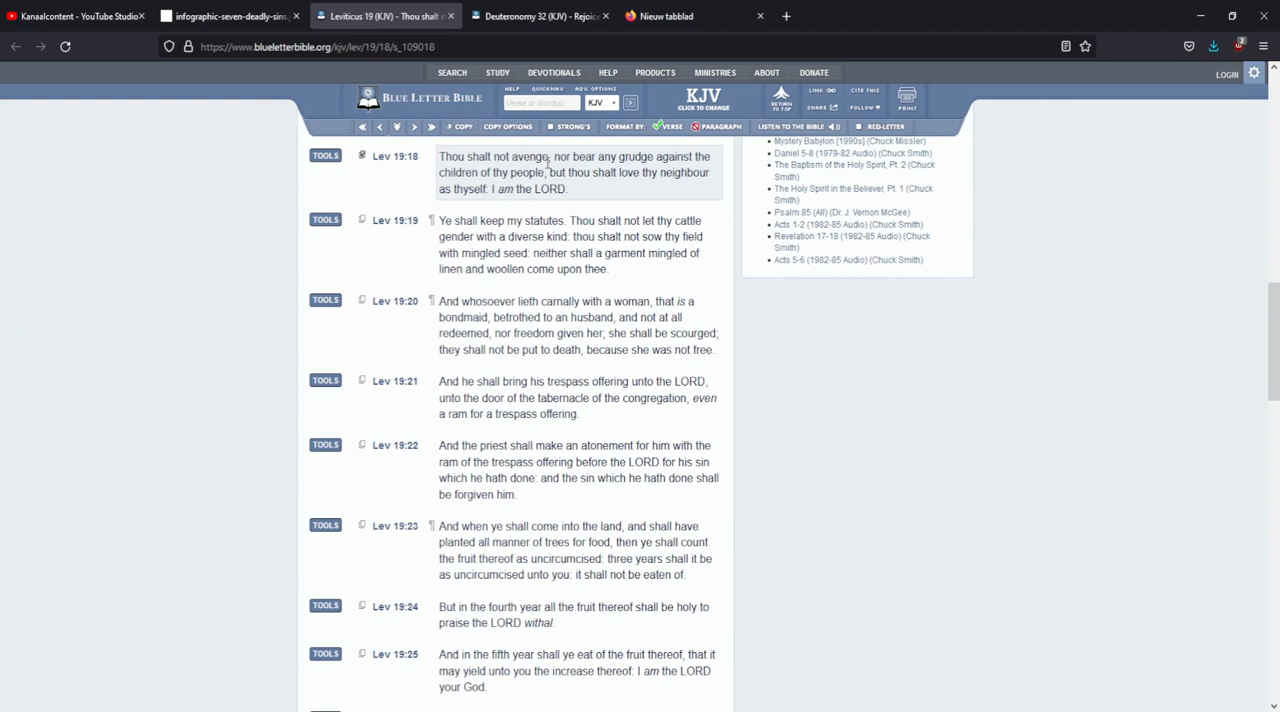 Kanaalcontent - YouTube Studio
infographic-seven-deadly-sins.
Leviticus 19 (KJV) - Thou shalt n
Deuteronomy 32 (KJV) - Rejoice
Nieuw tabblad
https://www.blueletterbible.org/kjv/lev/19/18/s_109018
2
SEARCH STUDY DEVOTIONALS HELP PRODUCTS MINISTRIES ABOUT DONATE
LOGIN
BLUE LETTER BIBLE
HELP QUICKNAV ADV. OPTIONS
Verse or Word(s) KJV
KJV
CLICK TO CHANGE
RETURN
TO TOP
LINK CITE THIS
SHARE FOLLOW
PRINT
COPY COPY OPTIONS STRONG'S FORMAT BY: VERSE PARAGRAPH LISTEN TO THE BIBLE RED-LETTER
TOOLS Lev 19:18 Thou shalt not avenge, nor bear any grudge against the
children of thy people, but thou shalt love thy neighbour
as thyself: I am the LORD.
TOOLS Lev 19:19 ¶ Ye shall keep my statutes. Thou shalt not let thy cattle
gender with a diverse kind: thou shalt not sow thy field
with mingled seed: neither shall a garment mingled of
linen and woollen come upon thee.
TOOLS Lev 19:20 ¶ And whosoever lieth carnally with a woman, that is a
bondmaid, betrothed to an husband, and not at all
redeemed, nor freedom given her; she shall be scourged;
they shall not be put to death, because she was not free.
TOOLS Lev 19:21 And he shall bring his trespass offering unto the LORD,
unto the door of the tabernacle of the congregation, even
a ram for a trespass offering.
TOOLS Lev 19:22 And the priest shall make an atonement for him with the
ram of the trespass offering before the LORD for his sin
which he hath done: and the sin which he hath done shall
be forgiven him.
TOOLS Lev 19:23 ¶ And when ye shall come into the land, and shall have
planted all manner of trees for food, then ye shall count
the fruit thereof as uncircumcised: three years shall it be
as uncircumcised unto you: it shall not be eaten of.
TOOLS Lev 19:24 But in the fourth year all the fruit thereof shall be holy to
praise the LORD withal.
TOOLS Lev 19:25 And in the fifth year shall ye eat of the fruit thereof, that it
may yield unto you the increase thereof: I am the LORD
your God.
Mystery Babylon [1990s] (Chuck Missler)
• Daniel 5-8 (1979-82 Audio) (Chuck Smith)
• The Baptism of the Holy Spirit, Pt. 2 (Chuck
Smith)
• The Holy Spirit in the Believer, Pt. 1 (Chuck
Smith)
• Psalm 85 (All) (Dr. J. Vernon McGee)
• Acts 1-2 (1982-85 Audio) (Chuck Smith)
• Revelation 17-18 (1982-85 Audio) (Chuck
Smith)
• Acts 5-6 (1982-85 Audio) (Chuck Smith)